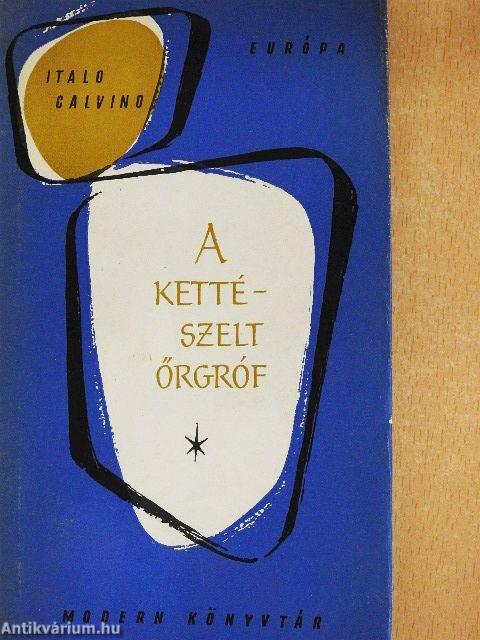 EURÓPA
ITALO
CALVINO
A
KETTÉ-
SZELT
ŐRGRÓF
MODERN KÖNYVTÁR
Antikvárium.hu